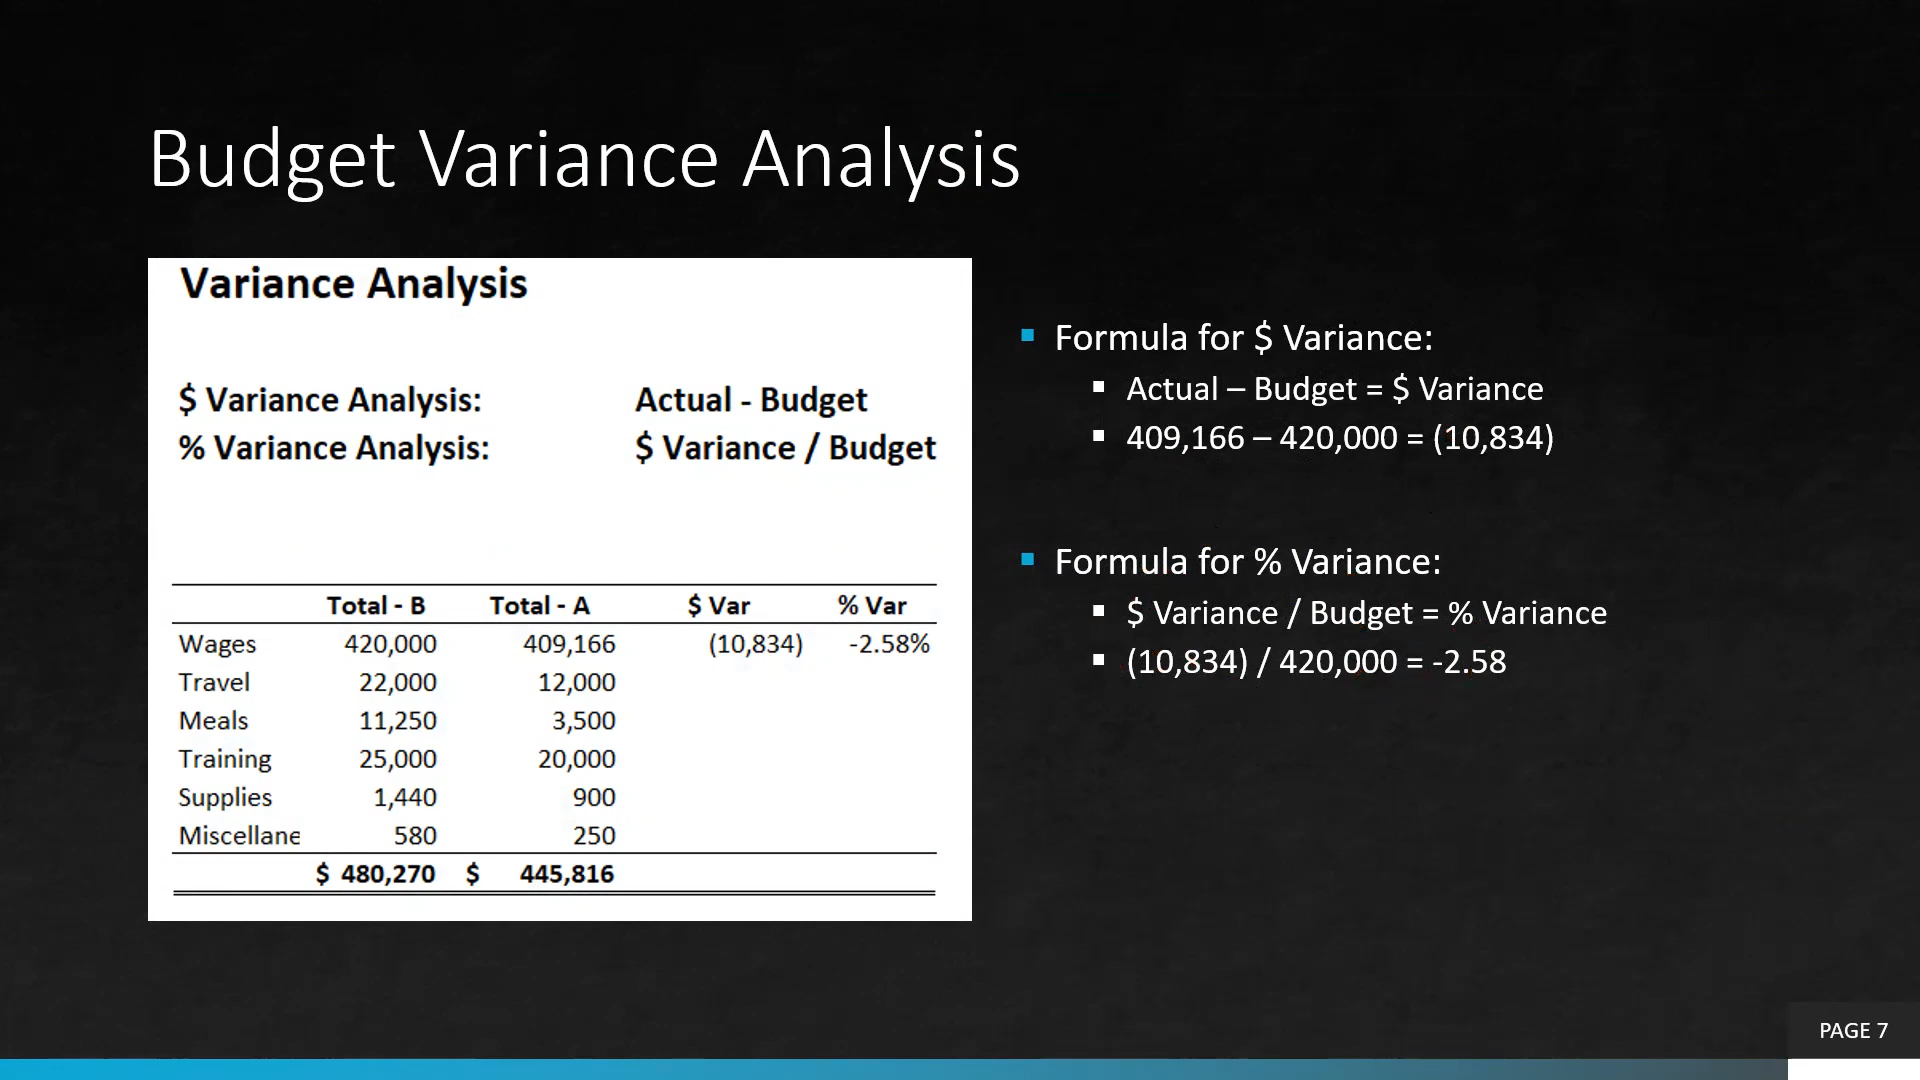 Budget Variance Analysis
Variance Analysis
$ Variance Analysis: Actual - Budget
% Variance Analysis: $ Variance / Budget
Total - B Total - A $ Var % Var
Wages 420,000 409,166 (10,834) -2.58%
Travel 22,000 12,000
Meals 11,250 3,500
Training 25,000 20,000
Supplies 1,440 900
Miscellane 580 250
$ 480,270 $ 445,816
Formula for $ Variance:
Actual – Budget = $ Variance
409,166 – 420,000 = (10,834)
Formula for % Variance:
$ Variance / Budget = % Variance
(10,834) / 420,000 = -2.58
PAGE 7